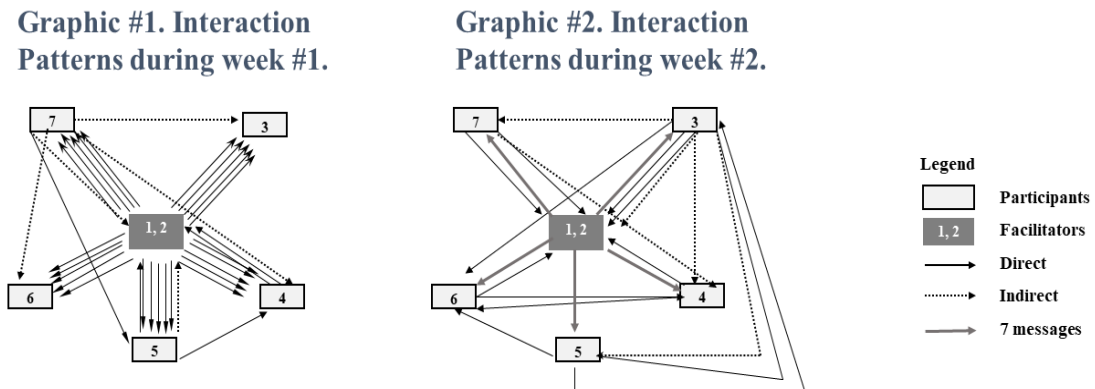 Graphic #1. Interaction
Patterns during week #1.
7
3
1, 2
6
4
5
Graphic #2. Interaction
Patterns during week #2.
7
3
1, 2
6
4
5
Legend
Participants
1, 2 Facilitators
Direct
Indirect
7 messages